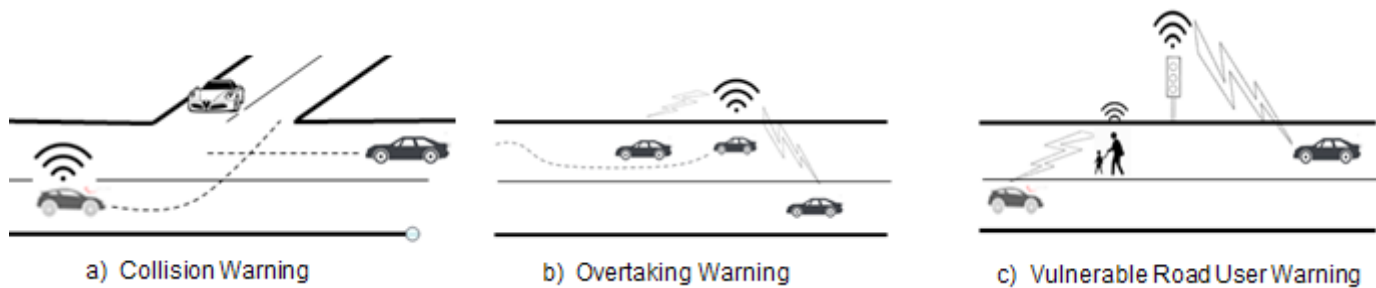 a) Collision Warning
b) Overtaking Warning
c) Vulnerable Road User Warning